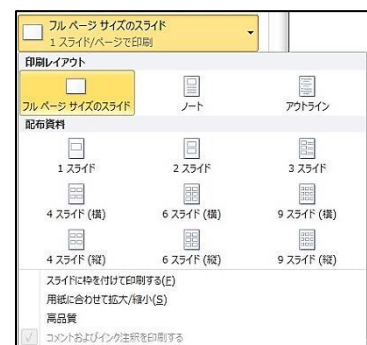 フル ページ サイズのスライド
1 スライド/ページで印刷
印刷レイアウト
フル ページ サイズのスライド ノート アウトライン
配布資料
1 スライド 2 スライド 3 スライド
4 スライド (横) 6 スライド (横) 9 スライド (横)
4 スライド (縦) 6 スライド (縦) 9 スライド (縦)
スライドに枠を付けて印刷する(F)
用紙に合わせて拡大/縮小(S)
高品質
コメントおよびインク注釈を印刷する